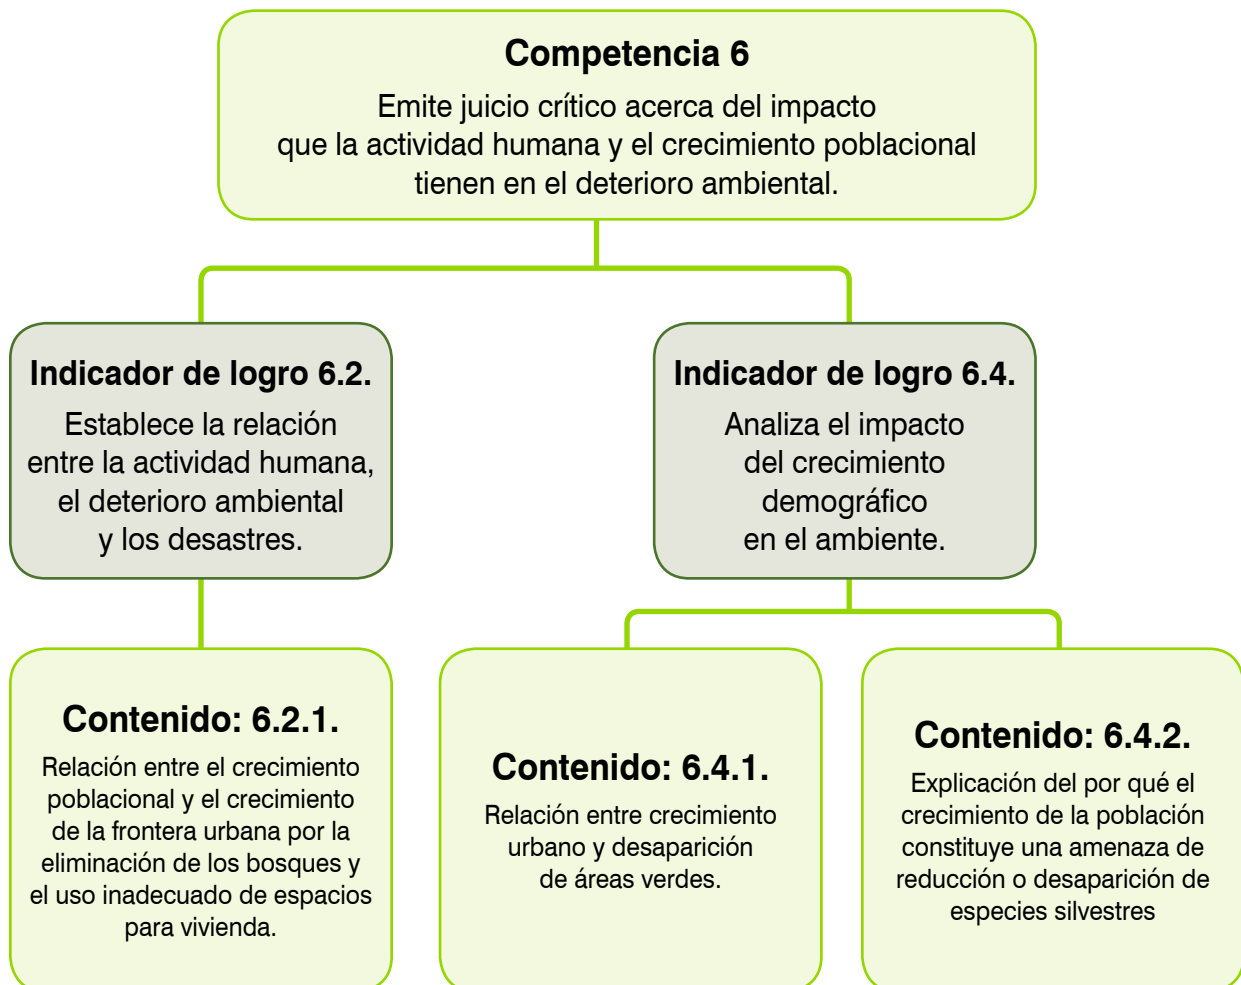 Competencia 6
Emite juicio crítico acerca del impacto
que la actividad humana y el crecimiento poblacional
tienen en el deterioro ambiental.
Indicador de logro 6.2.
Establece la relación
entre la actividad humana,
el deterioro ambiental
y los desastres.
Indicador de logro 6.4.
Analiza el impacto
del crecimiento
demográfico
en el ambiente.
Contenido: 6.2.1.
Relación entre el crecimiento
poblacional y el crecimiento
de la frontera urbana por la
eliminación de los bosques y
el uso inadecuado de espacios
para vivienda.
Contenido: 6.4.1.
Relación entre crecimiento
urbano y desaparición
de áreas verdes.
Contenido: 6.4.2.
Explicación del por qué el
crecimiento de la población
constituye una amenaza de
reducción o desaparición de
especies silvestres